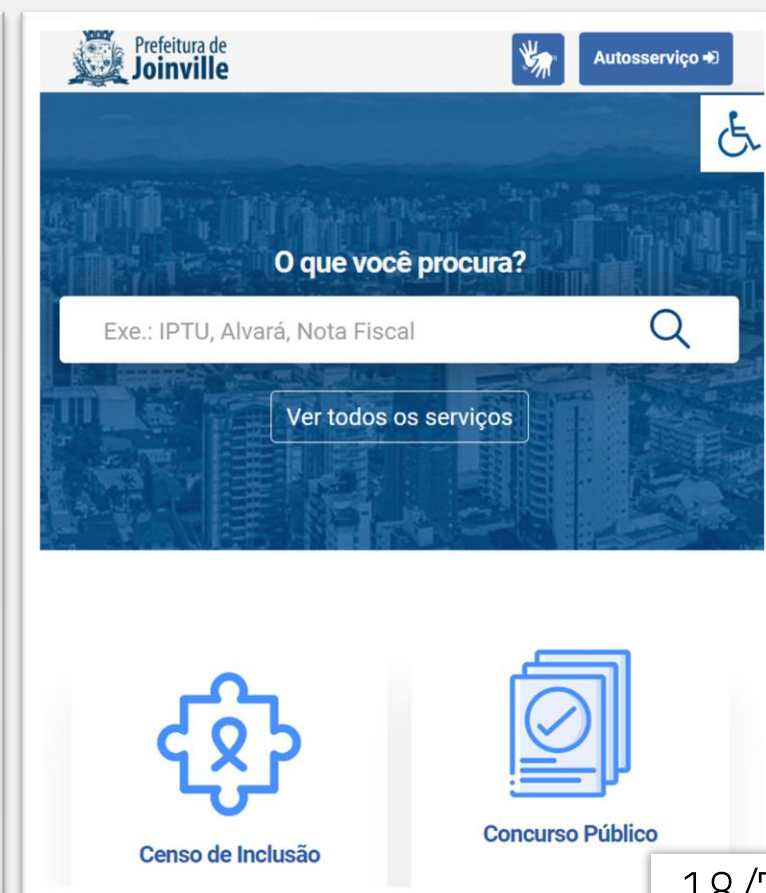 Prefeitura de
Joinville
Autosserviço
O que você procura?
Exe.: IPTU, Alvará, Nota Fiscal
Ver todos os serviços
Censo de Inclusão
Concurso Público